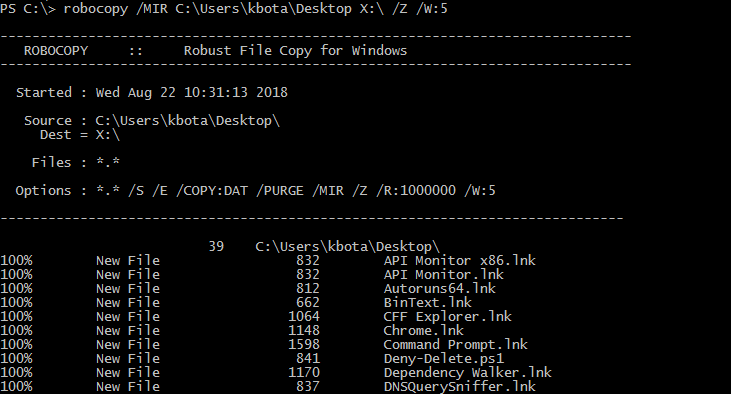 PS C:\> robocopy /MIR C:\Users\kbota\Desktop X:\ /Z /W:5
-------------------------------------------------------------------------------
   ROBOCOPY     ::     Robust File Copy for Windows
-------------------------------------------------------------------------------
  Started : Wed Aug 22 10:31:13 2018
   Source : C:\Users\kbota\Desktop\
     Dest = X:\
    Files : *.*
  Options : *.* /S /E /COPY:DAT /PURGE /MIR /Z /R:1000000 /W:5
------------------------------------------------------------------------------
                          39    C:\Users\kbota\Desktop\
100%        New File                 832        API Monitor x86.lnk
100%        New File                 832        API Monitor.lnk
100%        New File                 812        Autoruns64.lnk
100%        New File                 662        BinText.lnk
100%        New File                1064        CFF Explorer.lnk
100%        New File                1148        Chrome.lnk
100%        New File                1598        Command Prompt.lnk
100%        New File                 841        Deny-Delete.ps1
100%        New File                1170        Dependency Walker.lnk
100%        New File                 837        DNSQuerySniffer.lnk